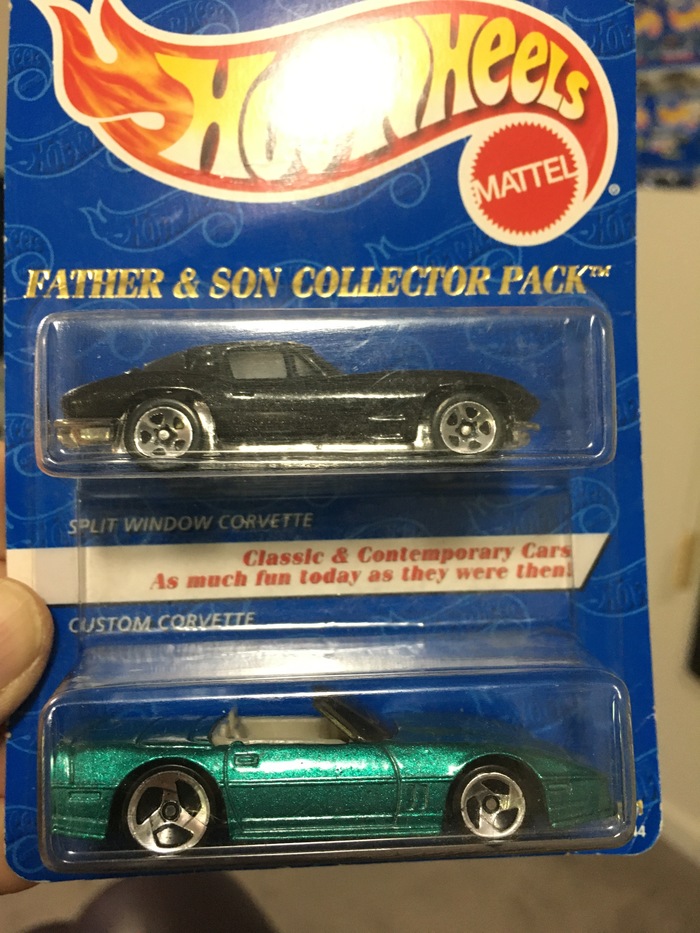 HOT WHEELS
MATTEL
®
FATHER & SON COLLECTOR PACK™
SPLIT WINDOW CORVETTE
Classic & Contemporary Cars
As much fun today as they were then!
CUSTOM CORVETTE